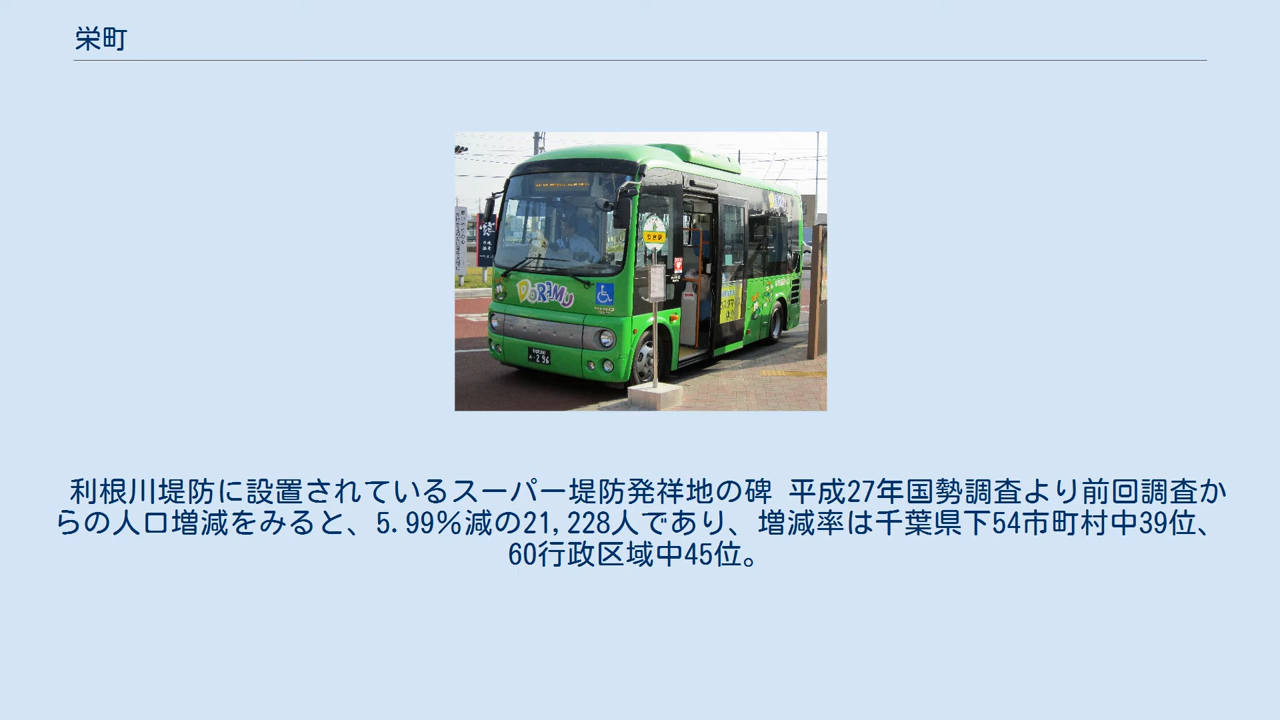 栄町
DORAMU
・296
利根川堤防に設置されているスーパー堤防発祥地の碑 平成27年国勢調査より前回調査か
らの人口増減をみると、5.99％減の21,228人であり、増減率は千葉県下54市町村中39位、
60行政区域中45位。